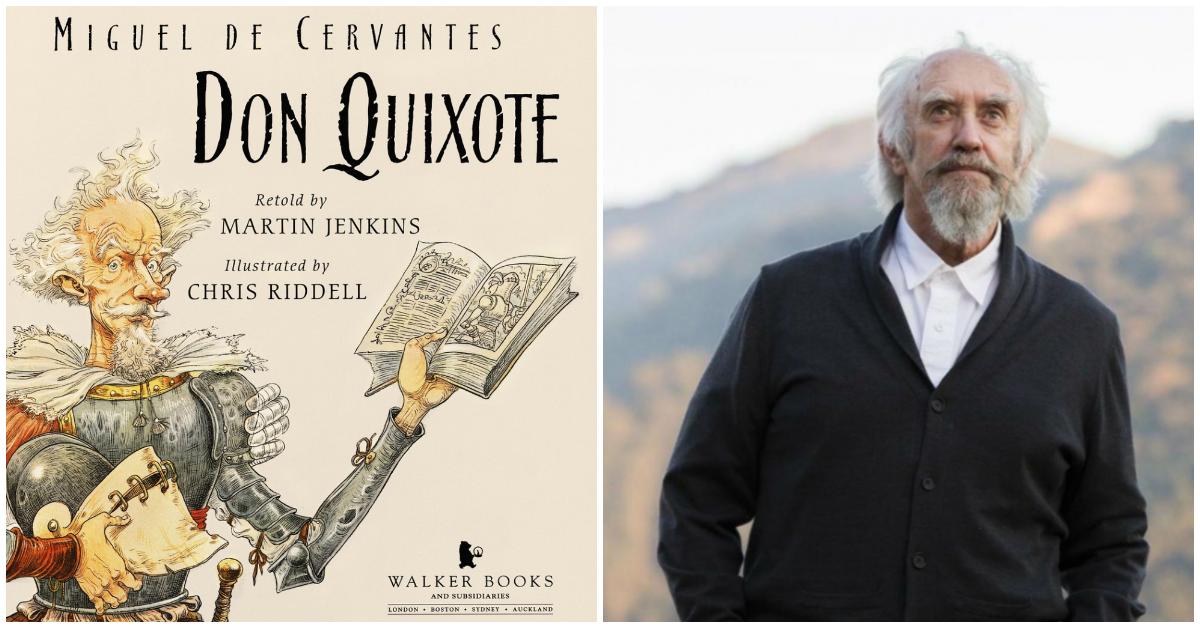 MIGUEL DE CERVANTES
DON QUIXOTE
Retold by
MARTIN JENKINS
Illustrated by
CHRIS RIDDELL
WALKER BOOKS
AND SUBSIDIARIES
LONDON • BOSTON • SYDNEY • AUCKLAND